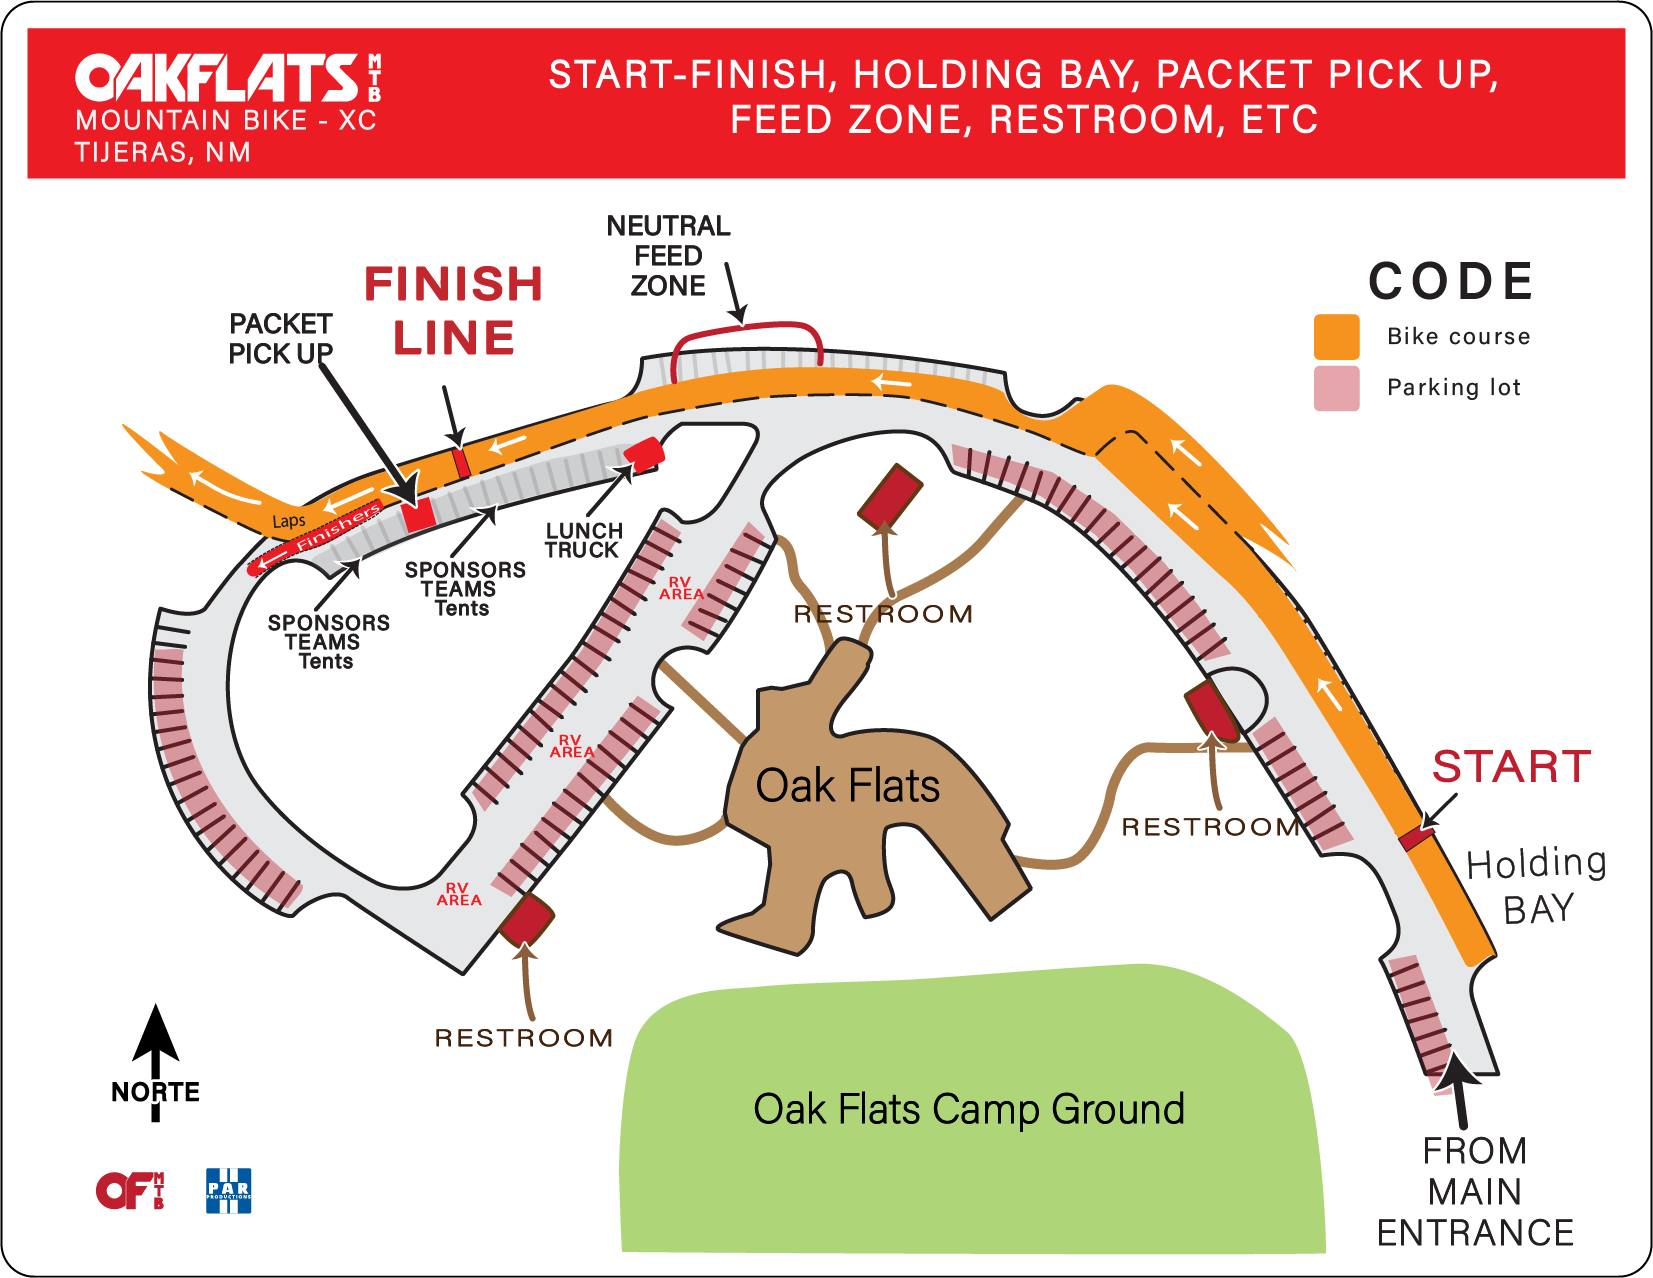 OAKFLATS MTB
MOUNTAIN BIKE - XC
TIJERAS, NM
START-FINISH, HOLDING BAY, PACKET PICK UP,
FEED ZONE, RESTROOM, ETC
NEUTRAL
FEED
ZONE
FINISH
LINE
PACKET
PICK UP
CODE
Bike course
Parking lot
Laps
Finishers
LUNCH
TRUCK
SPONSORS
TEAMS
Tents
SPONSORS
TEAMS
Tents
RV
AREA
RESTROOM
RV
AREA
Oak Flats
START
RESTROOM
Holding
BAY
RV
AREA
RESTROOM
NORTE
Oak Flats Camp Ground
FROM
MAIN
ENTRANCE
OF MTB
PAR
PRODUCTIONS